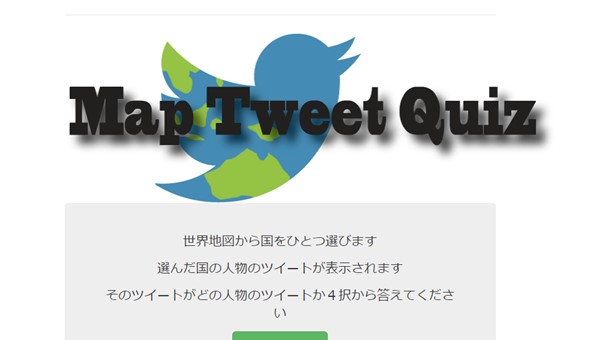 Map Tweet Quiz
世界地図から国をひとつ選びます
選んだ国の人物のツイートが表示されます
そのツイートがどの人物のツイートか４択から答えてくださ
い